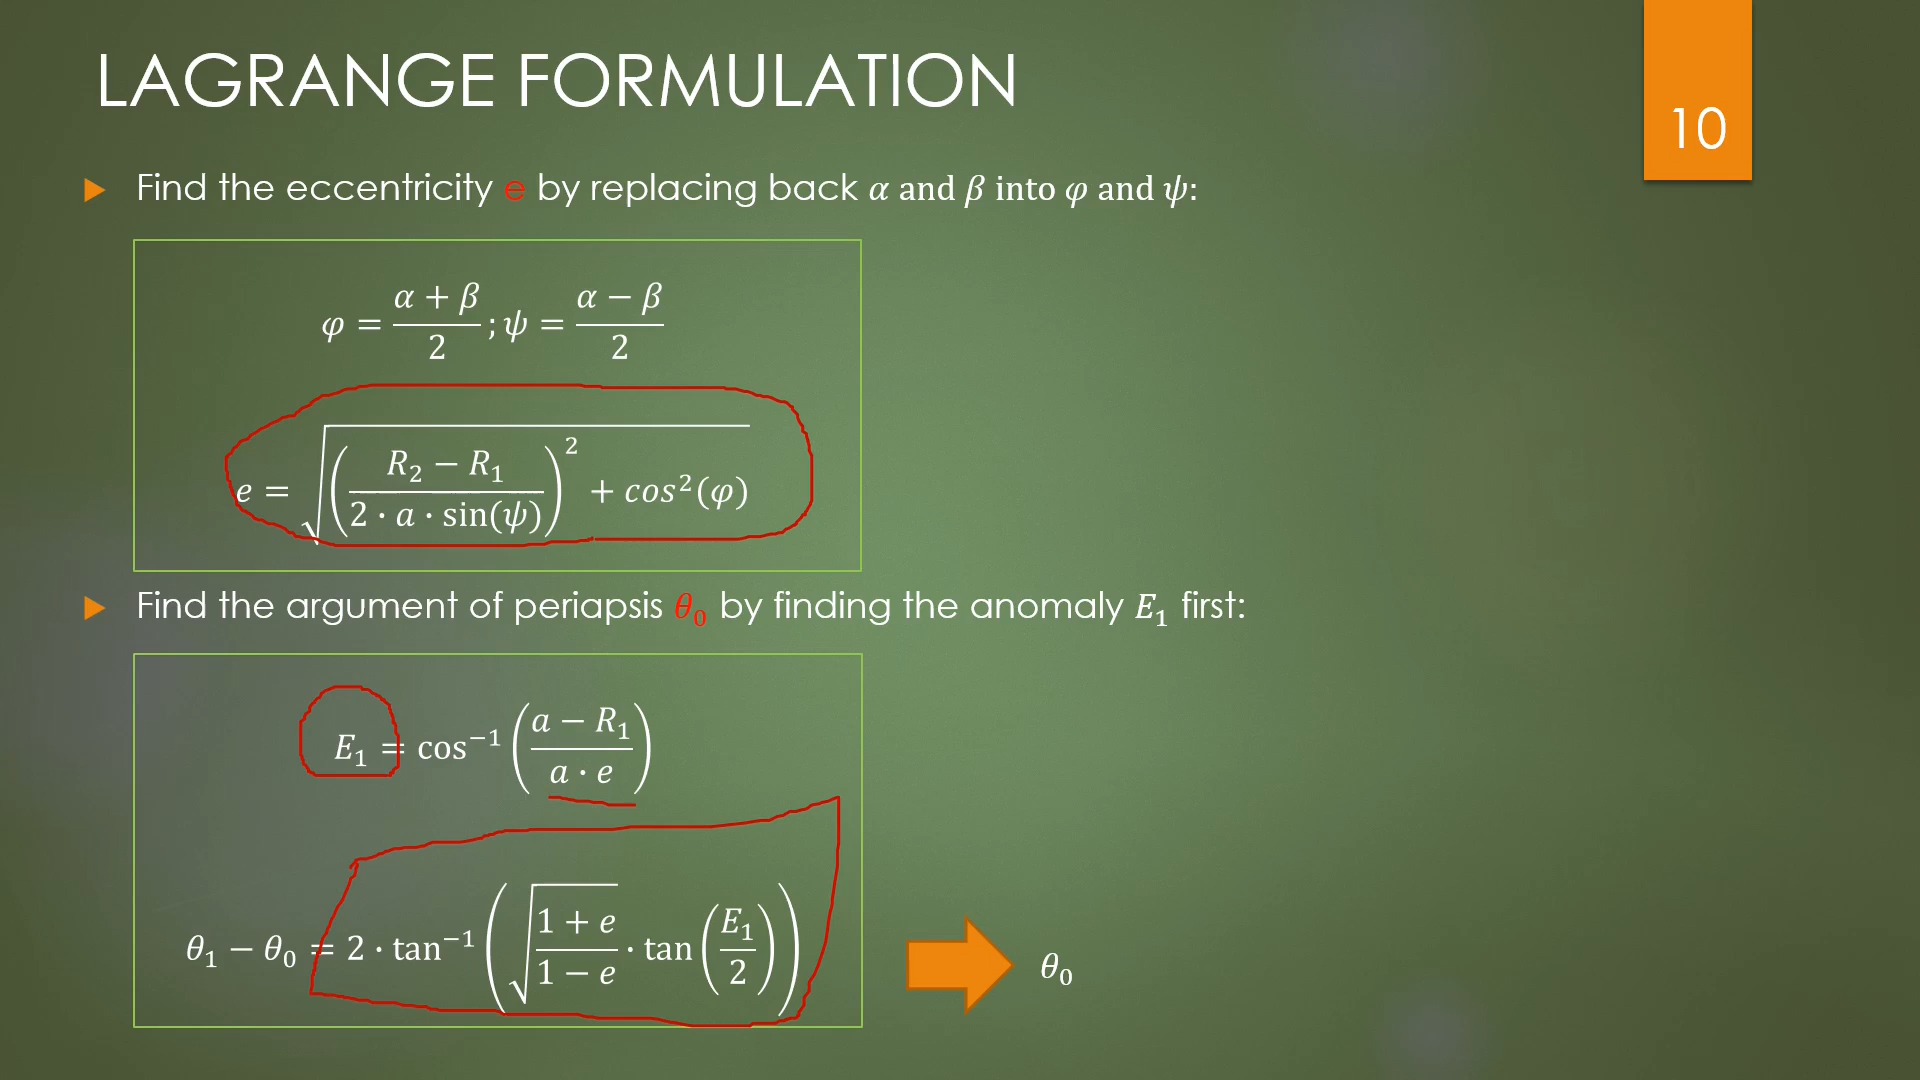 LAGRANGE FORMULATION
10
Find the eccentricity e by replacing back α and β into φ and ψ:
φ = (α + β)/2 ; ψ = (α − β)/2
e = √(((R₂ − R₁)/(2 · a · sin(ψ)))² + cos²(φ))
Find the argument of periapsis θ₀ by finding the anomaly E₁ first:
E₁ = cos⁻¹((a − R₁)/(a · e))
θ₁ − θ₀ = 2 · tan⁻¹(√((1 + e)/(1 − e)) · tan(E₁/2))
θ₀